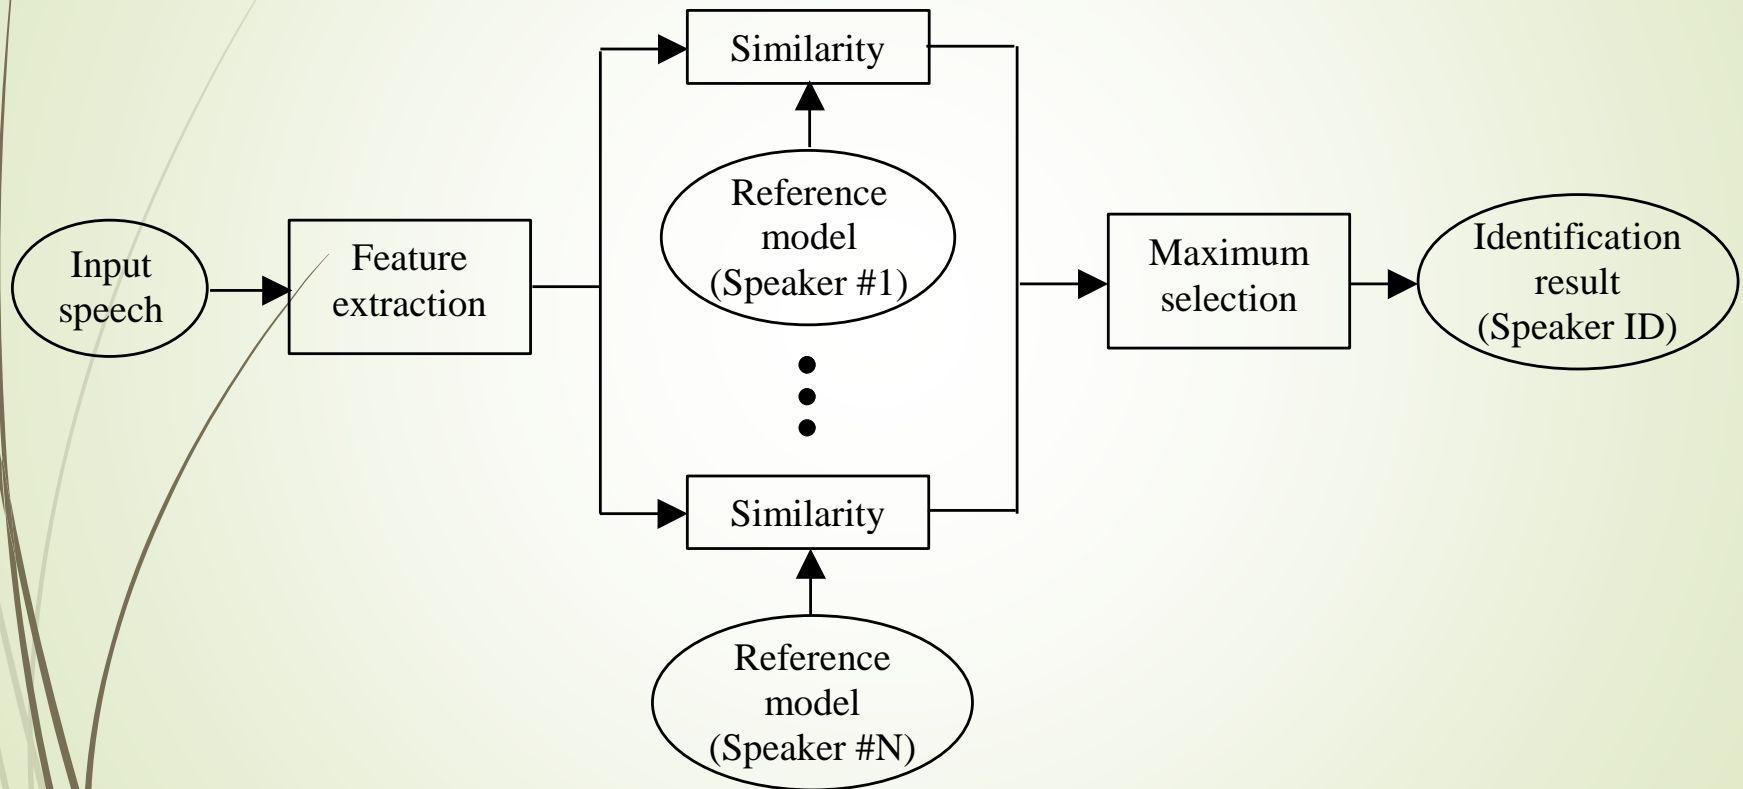 Input
speech
Feature
extraction
Similarity
Reference
model
(Speaker #1)
Similarity
Reference
model
(Speaker #N)
Maximum
selection
Identification
result
(Speaker ID)